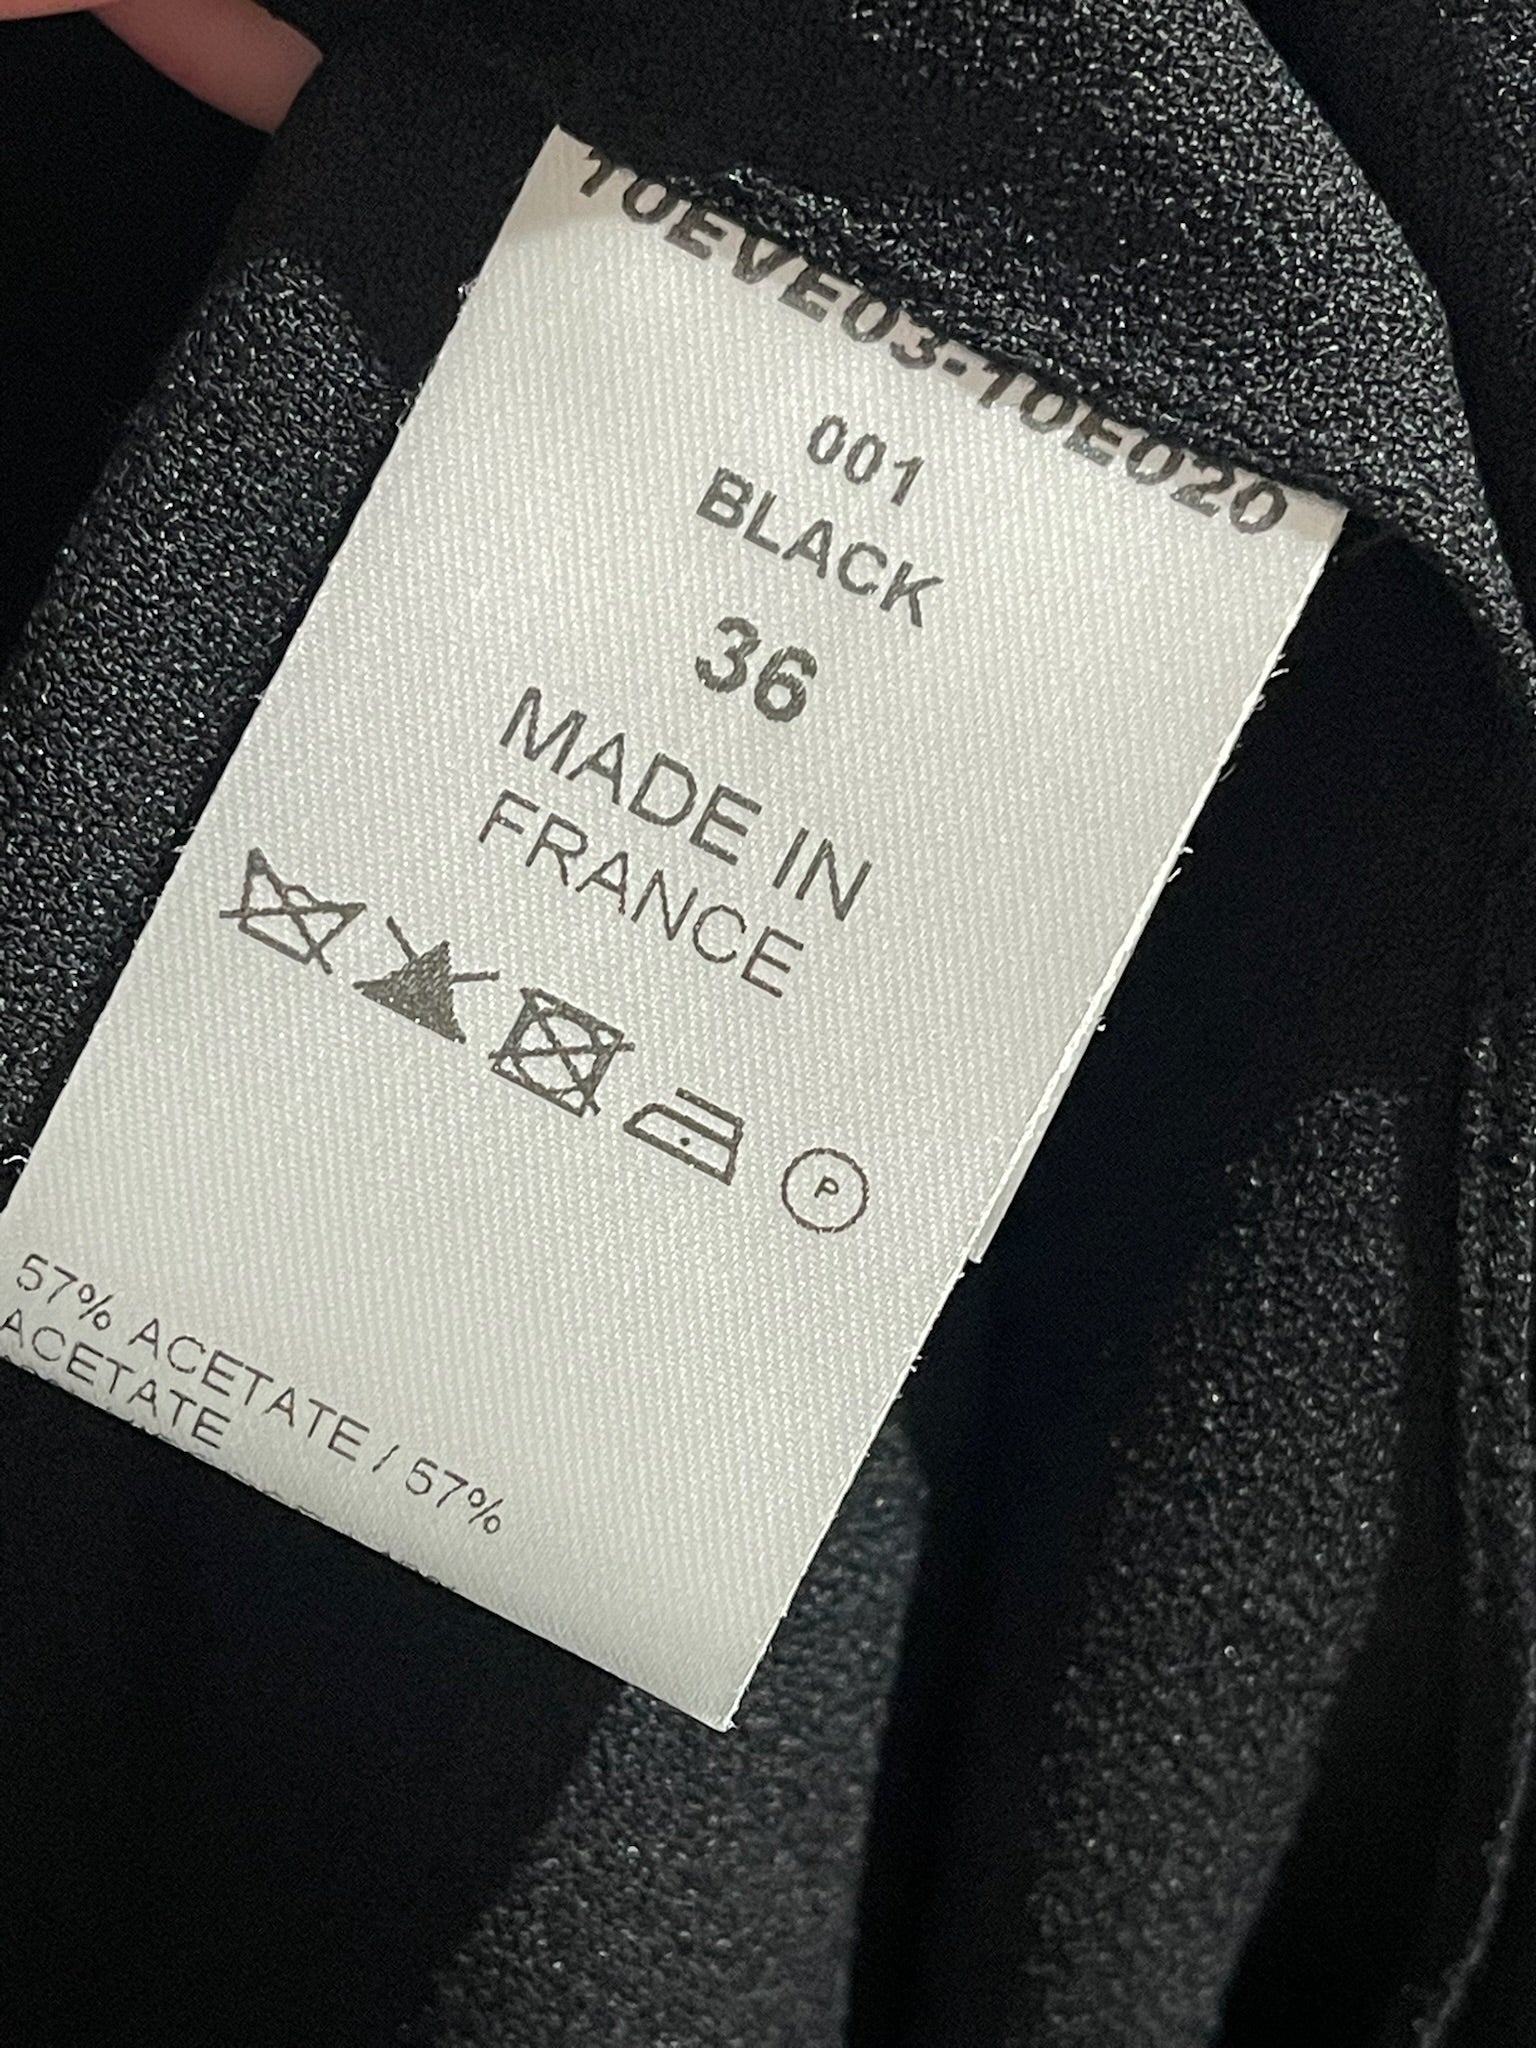 10EVE03-10E020
001
BLACK
36
MADE IN
FRANCE
P
57% ACETATE / 57%
ACETATE